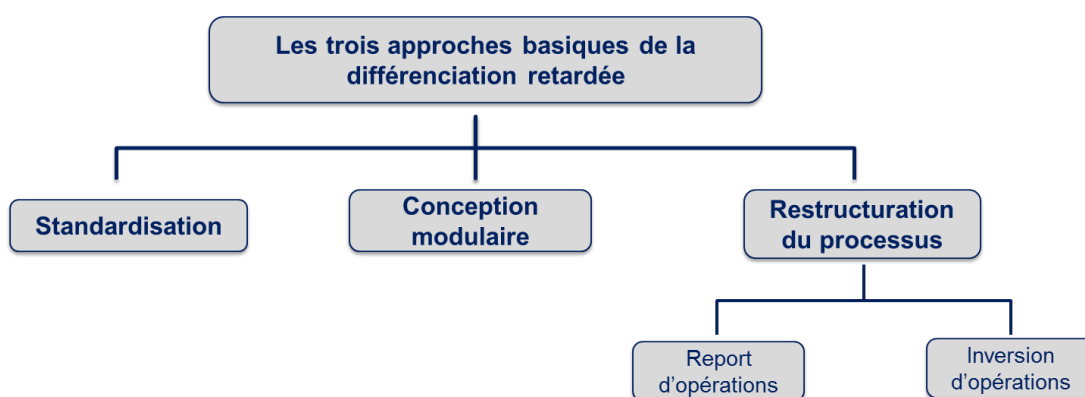 Les trois approches basiques de la
différenciation retardée
Standardisation
Conception
modulaire
Restructuration
du processus
Report
d'opérations
Inversion
d'opérations